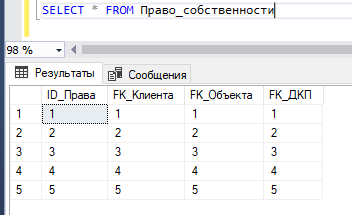 SELECT * FROM Право_собственности
98 %
Результаты Сообщения
ID_Права FK_Клиента FK_Объекта FK_ДКП
1 1 1 1 1
2 2 2 2 2
3 3 3 3 3
4 4 4 4 4
5 5 5 5 5